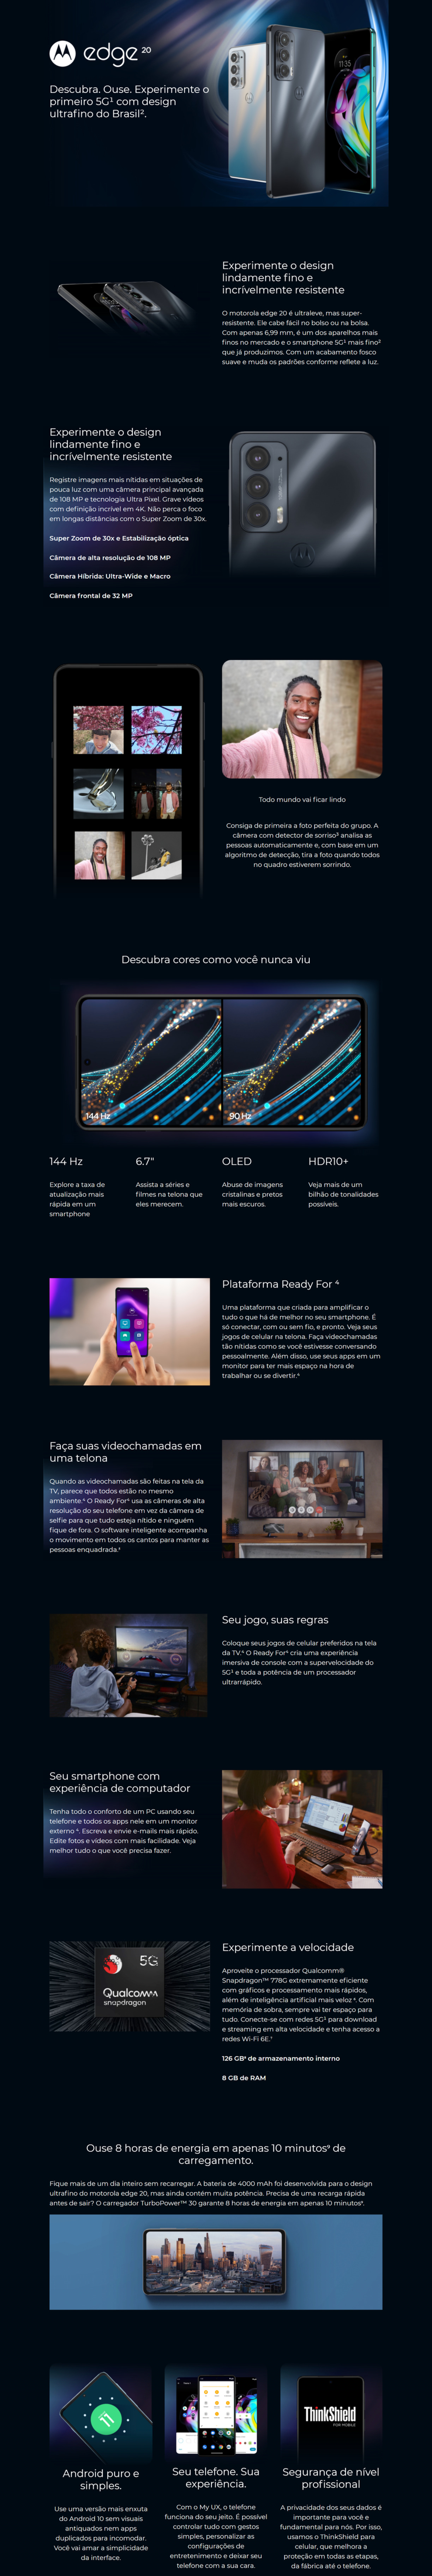 edge 20
Descubra. Ouse. Experimente o
primeiro 5G¹ com design
ultrafino do Brasil².
11:35
Experimente o design
lindamente fino e
incrívelmente resistente
O motorola edge 20 é ultraleve, mas super-
resistente. Ele cabe fácil no bolso ou na bolsa.
Com apenas 6,99 mm, é um dos aparelhos mais
finos no mercado e o smartphone 5G¹ mais fino²
que já produzimos. Com um acabamento fosco
suave e muda os padrões conforme reflete a luz.
Experimente o design
lindamente fino e
incrívelmente resistente
Registre imagens mais nítidas em situações de
pouca luz com uma câmera principal avançada
de 108 MP e tecnologia Ultra Pixel. Grave vídeos
com definição incrível em 4K. Não perca o foco
em longas distâncias com o Super Zoom de 30x.
Super Zoom de 30x e Estabilização óptica
Câmera de alta resolução de 108 MP
Câmera Híbrida: Ultra-Wide e Macro
Câmera frontal de 32 MP
Todo mundo vai ficar lindo
Consiga de primeira a foto perfeita do grupo. A
câmera com detector de sorriso³ analisa as
pessoas automaticamente e, com base em um
algoritmo de detecção, tira a foto quando todos
no quadro estiverem sorrindo.
Descubra cores como você nunca viu
144 Hz
90 Hz
144 Hz
6.7"
OLED
HDR10+
Explore a taxa de
atualização mais
rápida em um
smartphone
Assista a séries e
filmes na telona que
eles merecem.
Abuse de imagens
cristalinas e pretos
mais escuros.
Veja mais de um
bilhão de tonalidades
possíveis.
Plataforma Ready For ⁴
Uma plataforma que criada para amplificar o
tudo o que há de melhor no seu smartphone. É
só conectar, com ou sem fio, e pronto. Veja seus
jogos de celular na telona. Faça videochamadas
tão nítidas como se você estivesse conversando
pessoalmente. Além disso, use seus apps em um
monitor para ter mais espaço na hora de
trabalhar ou se divertir.⁴
Faça suas videochamadas em
uma telona
Quando as videochamadas são feitas na tela da
TV, parece que todos estão no mesmo
ambiente.⁴ O Ready For⁴ usa as câmeras de alta
resolução do seu telefone em vez da câmera de
selfie para que tudo esteja nítido e ninguém
fique de fora. O software inteligente acompanha
o movimento em todos os cantos para manter as
pessoas enquadrada.⁴
Seu jogo, suas regras
Coloque seus jogos de celular preferidos na tela
da TV.⁴ O Ready For⁴ cria uma experiência
imersiva de console com a supervelocidade do
5G¹ e toda a potência de um processador
ultrarrápido.
Seu smartphone com
experiência de computador
Tenha todo o conforto de um PC usando seu
telefone e todos os apps nele em um monitor
externo ⁴. Escreva e envie e-mails mais rápido.
Edite fotos e vídeos com mais facilidade. Veja
melhor tudo o que você precisa fazer.
5G
Qualcomm
snapdragon
Experimente a velocidade
Aproveite o processador Qualcomm®
Snapdragon™ 778G extremamente eficiente
com gráficos e processamento mais rápidos,
além de inteligência artificial mais veloz ⁶. Com
memória de sobra, sempre vai ter espaço para
tudo. Conecte-se com redes 5G¹ para download
e streaming em alta velocidade e tenha acesso a
redes Wi-Fi 6E.⁷
126 GB⁸ de armazenamento interno
8 GB de RAM
Ouse 8 horas de energia em apenas 10 minutos⁹ de
carregamento.
Fique mais de um dia inteiro sem recarregar. A bateria de 4000 mAh foi desenvolvida para o design
ultrafino do motorola edge 20, mas ainda contém muita potência. Precisa de uma recarga rápida
antes de sair? O carregador TurboPower™ 30 garante 8 horas de energia em apenas 10 minutos⁹.
11
ThinkShield
FOR MOBILE
Android puro e
simples.
Use uma versão mais enxuta
do Android 10 sem visuais
antiquados nem apps
duplicados para incomodar.
Você vai amar a simplicidade
da interface.
Seu telefone. Sua
experiência.
Com o My UX, o telefone
funciona do seu jeito. É possível
controlar tudo com gestos
simples, personalizar as
configurações de
entretenimento e deixar seu
telefone com a sua cara.
Segurança de nível
profissional
A privacidade dos seus dados é
importante para você e
fundamental para nós. Por isso,
usamos o ThinkShield para
celular, que melhora a
proteção em todas as etapas,
da fábrica até o telefone.